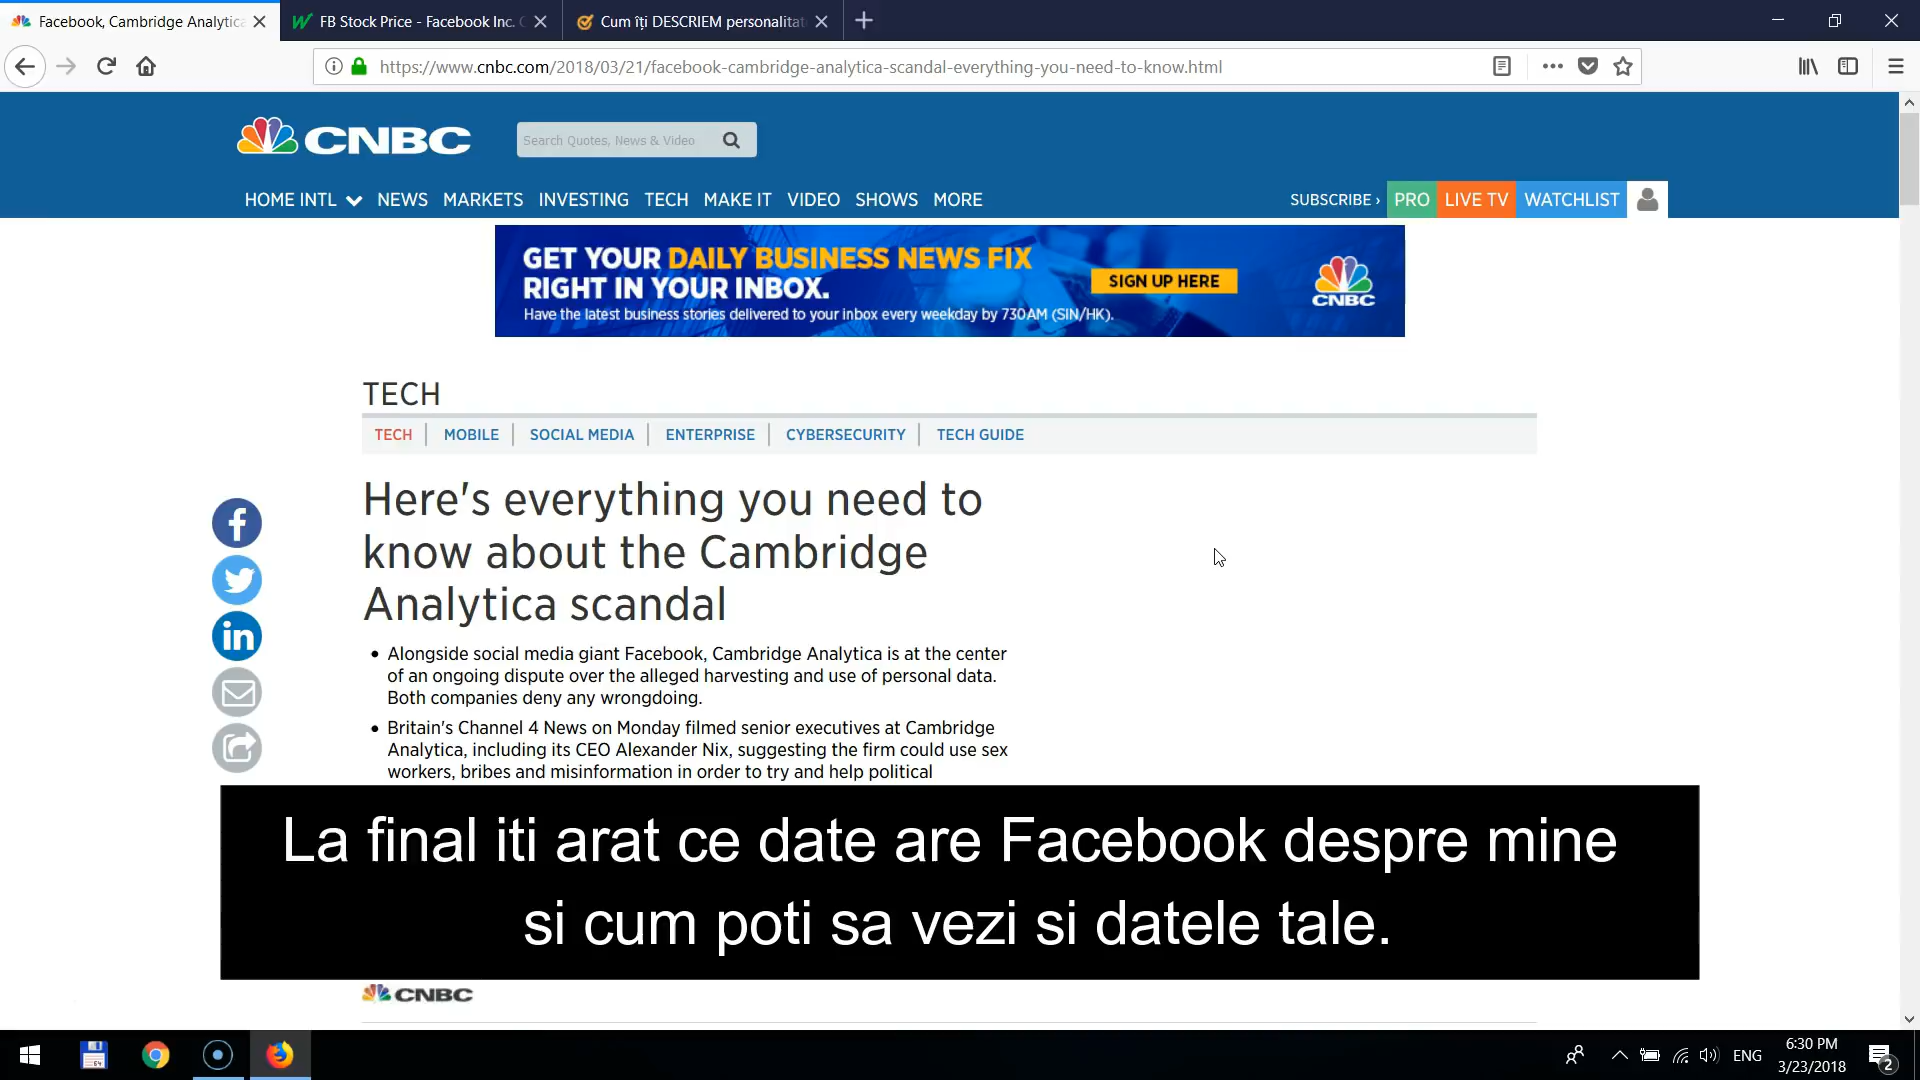 Facebook, Cambridge Analytica
FB Stock Price - Facebook Inc.
Cum îți DESCRIEM personalitat
https://www.cnbc.com/2018/03/21/facebook-cambridge-analytica-scandal-everything-you-need-to-know.html
CNBC
Search Quotes, News & Video
HOME INTL NEWS MARKETS INVESTING TECH MAKE IT VIDEO SHOWS MORE
SUBSCRIBE › PRO LIVE TV WATCHLIST
GET YOUR DAILY BUSINESS NEWS FIX
RIGHT IN YOUR INBOX.
Have the latest business stories delivered to your inbox every weekday by 730AM (SIN/HK).
SIGN UP HERE
CNBC
TECH
TECH MOBILE SOCIAL MEDIA ENTERPRISE CYBERSECURITY TECH GUIDE
Here's everything you need to
know about the Cambridge
Analytica scandal
• Alongside social media giant Facebook, Cambridge Analytica is at the center
of an ongoing dispute over the alleged harvesting and use of personal data.
Both companies deny any wrongdoing.
• Britain's Channel 4 News on Monday filmed senior executives at Cambridge
Analytica, including its CEO Alexander Nix, suggesting the firm could use sex
workers, bribes and misinformation in order to try and help political
La final iti arat ce date are Facebook despre mine
si cum poti sa vezi si datele tale.
CNBC
64
ENG
6:30 PM
3/23/2018
2